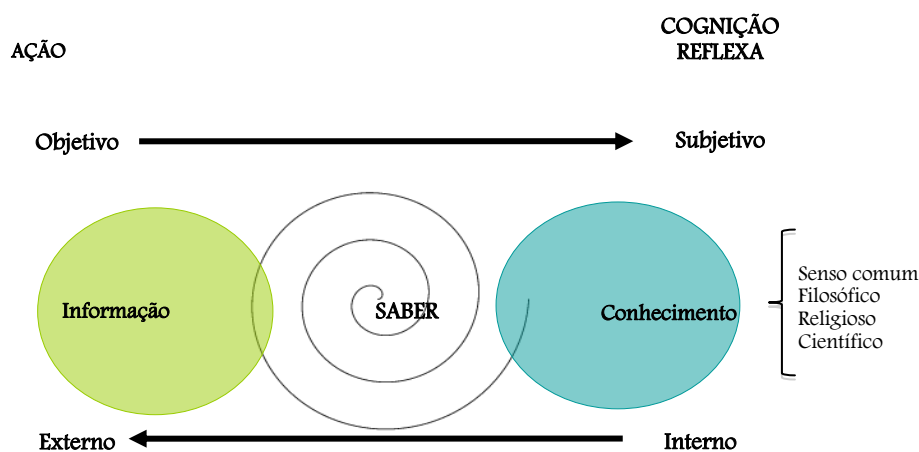 COGNIÇÃO
REFLEXA
AÇÃO
Objetivo
Subjetivo
Informação
SABER
Conhecimento
Senso comum
Filosófico
Religioso
Científico
Externo
Interno